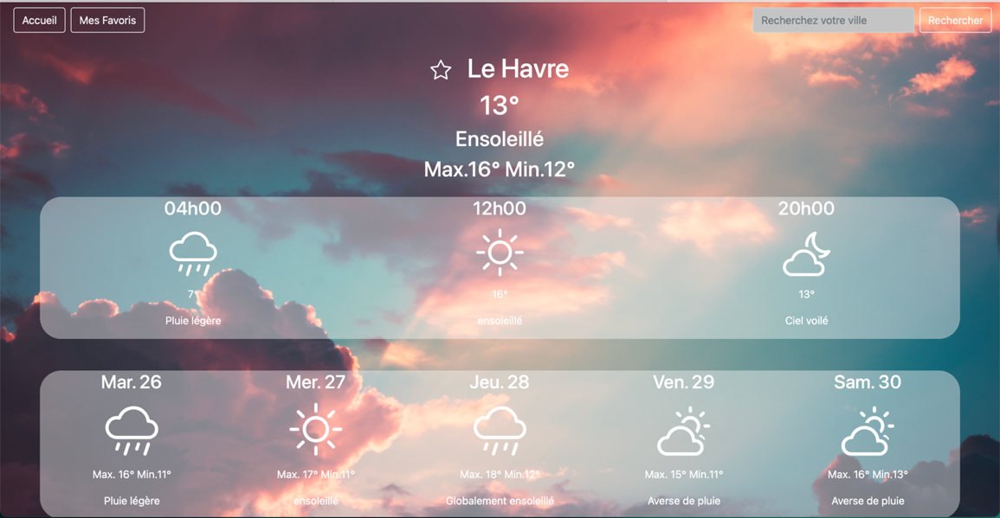 Accueil Mes Favoris Recherchez votre ville Rechercher
Le Havre
13°
Ensoleillé
Max.16° Min.12°
04h00 12h00 20h00
7° 16° 13°
Pluie légère ensoleillé Ciel voilé
Mar. 26 Mer. 27 Jeu. 28 Ven. 29 Sam. 30
Max. 16° Min.11° Max. 17° Min.11° Max. 18° Min.12° Max. 15° Min.11° Max. 16° Min.13°
Pluie légère ensoleillé Globalement ensoleillé Averse de pluie Averse de pluie